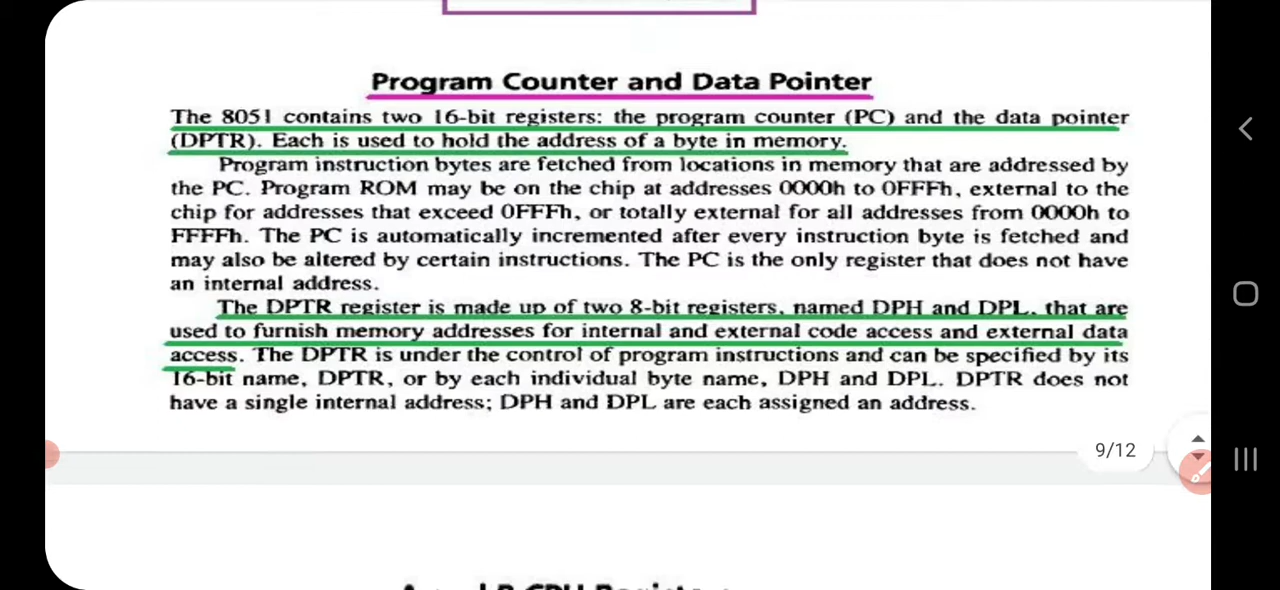 Program Counter and Data Pointer
The 8051 contains two 16-bit registers: the program counter (PC) and the data pointer
(DPTR). Each is used to hold the address of a byte in memory.
Program instruction bytes are fetched from locations in memory that are addressed by
the PC. Program ROM may be on the chip at addresses 0000h to 0FFFh, external to the
chip for addresses that exceed 0FFFh, or totally external for all addresses from 0000h to
FFFFh. The PC is automatically incremented after every instruction byte is fetched and
may also be altered by certain instructions. The PC is the only register that does not have
an internal address.
The DPTR register is made up of two 8-bit registers, named DPH and DPL, that are
used to furnish memory addresses for internal and external code access and external data
access. The DPTR is under the control of program instructions and can be specified by its
16-bit name, DPTR, or by each individual byte name, DPH and DPL. DPTR does not
have a single internal address; DPH and DPL are each assigned an address.
9/12